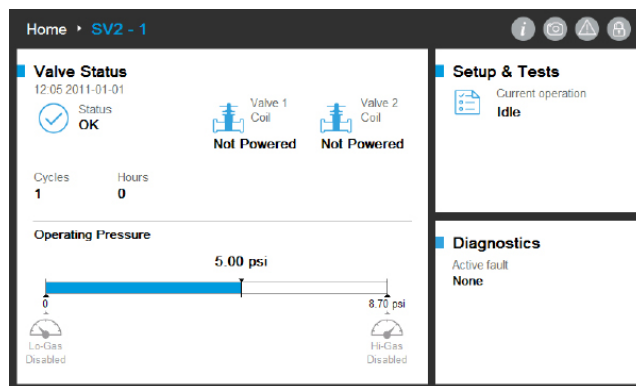 Home ‣ SV2 - 1
Valve Status
12:05 2011-01-01
Status
OK
Valve 1
Coil
Not Powered
Valve 2
Coil
Not Powered
Cycles
1
Hours
0
Operating Pressure
5.00 psi
0
8.70 psi
Lo-Gas
Disabled
Hi-Gas
Disabled
Setup & Tests
Current operation
Idle
Diagnostics
Active fault
None